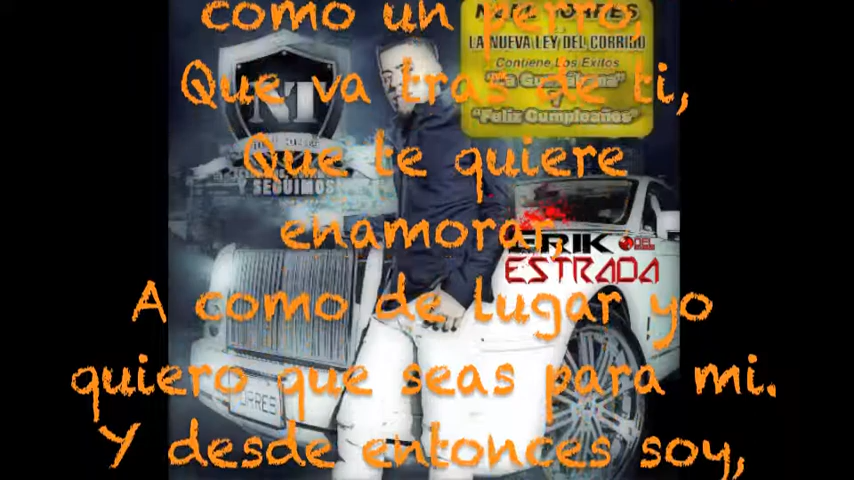 como un perro,
LA NUEVA LEY DEL CORRIDO
Contiene Los Exitos
Que va tras de ti,
"Feliz Cumpleaños"
NT
Que te quiere
Y SEGUIMOS
enamorar,
ERIK DEL
ESTRADA
A como de lugar yo
quiero que seas para mi.
Y desde entonces soy,